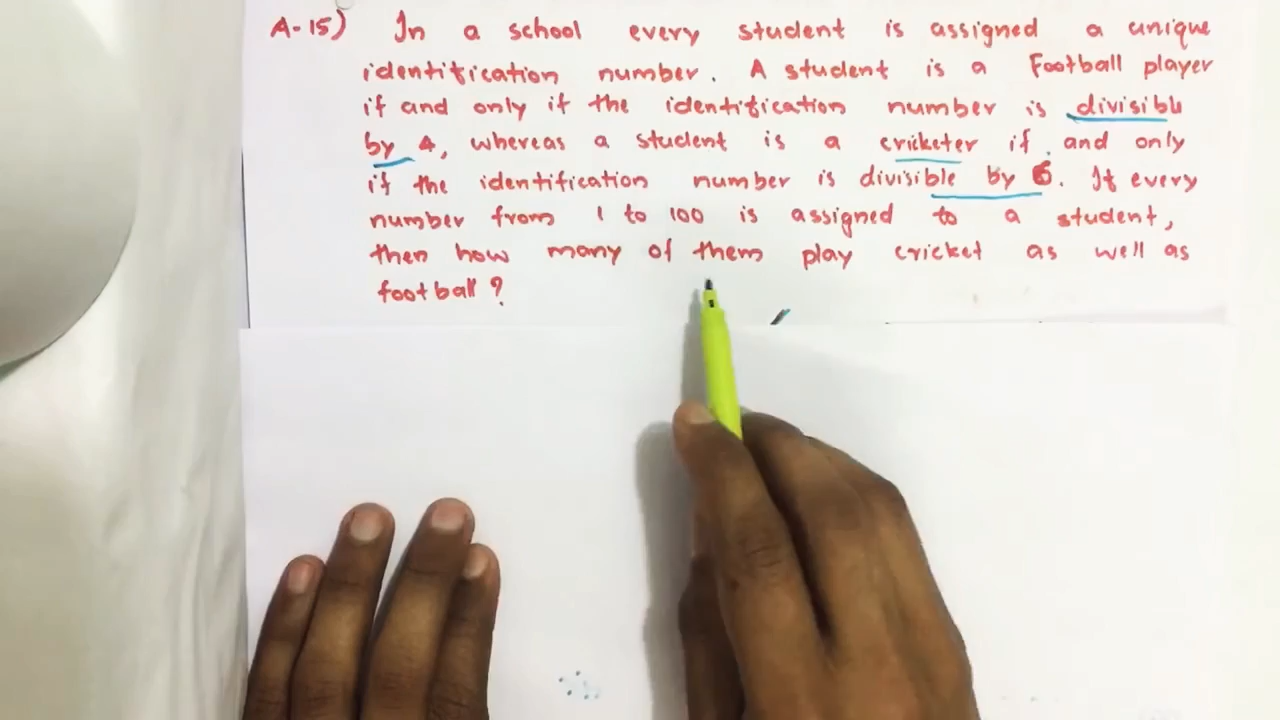 A-15) In a school every student is assigned a unique
identification number. A student is a Football player
if and only if the identification number is divisible
by 4, whereas a student is a cricketer if and only
if the identification number is divisible by 6. If every
number from 1 to 100 is assigned to a student,
then how many of them play cricket as well as
football?